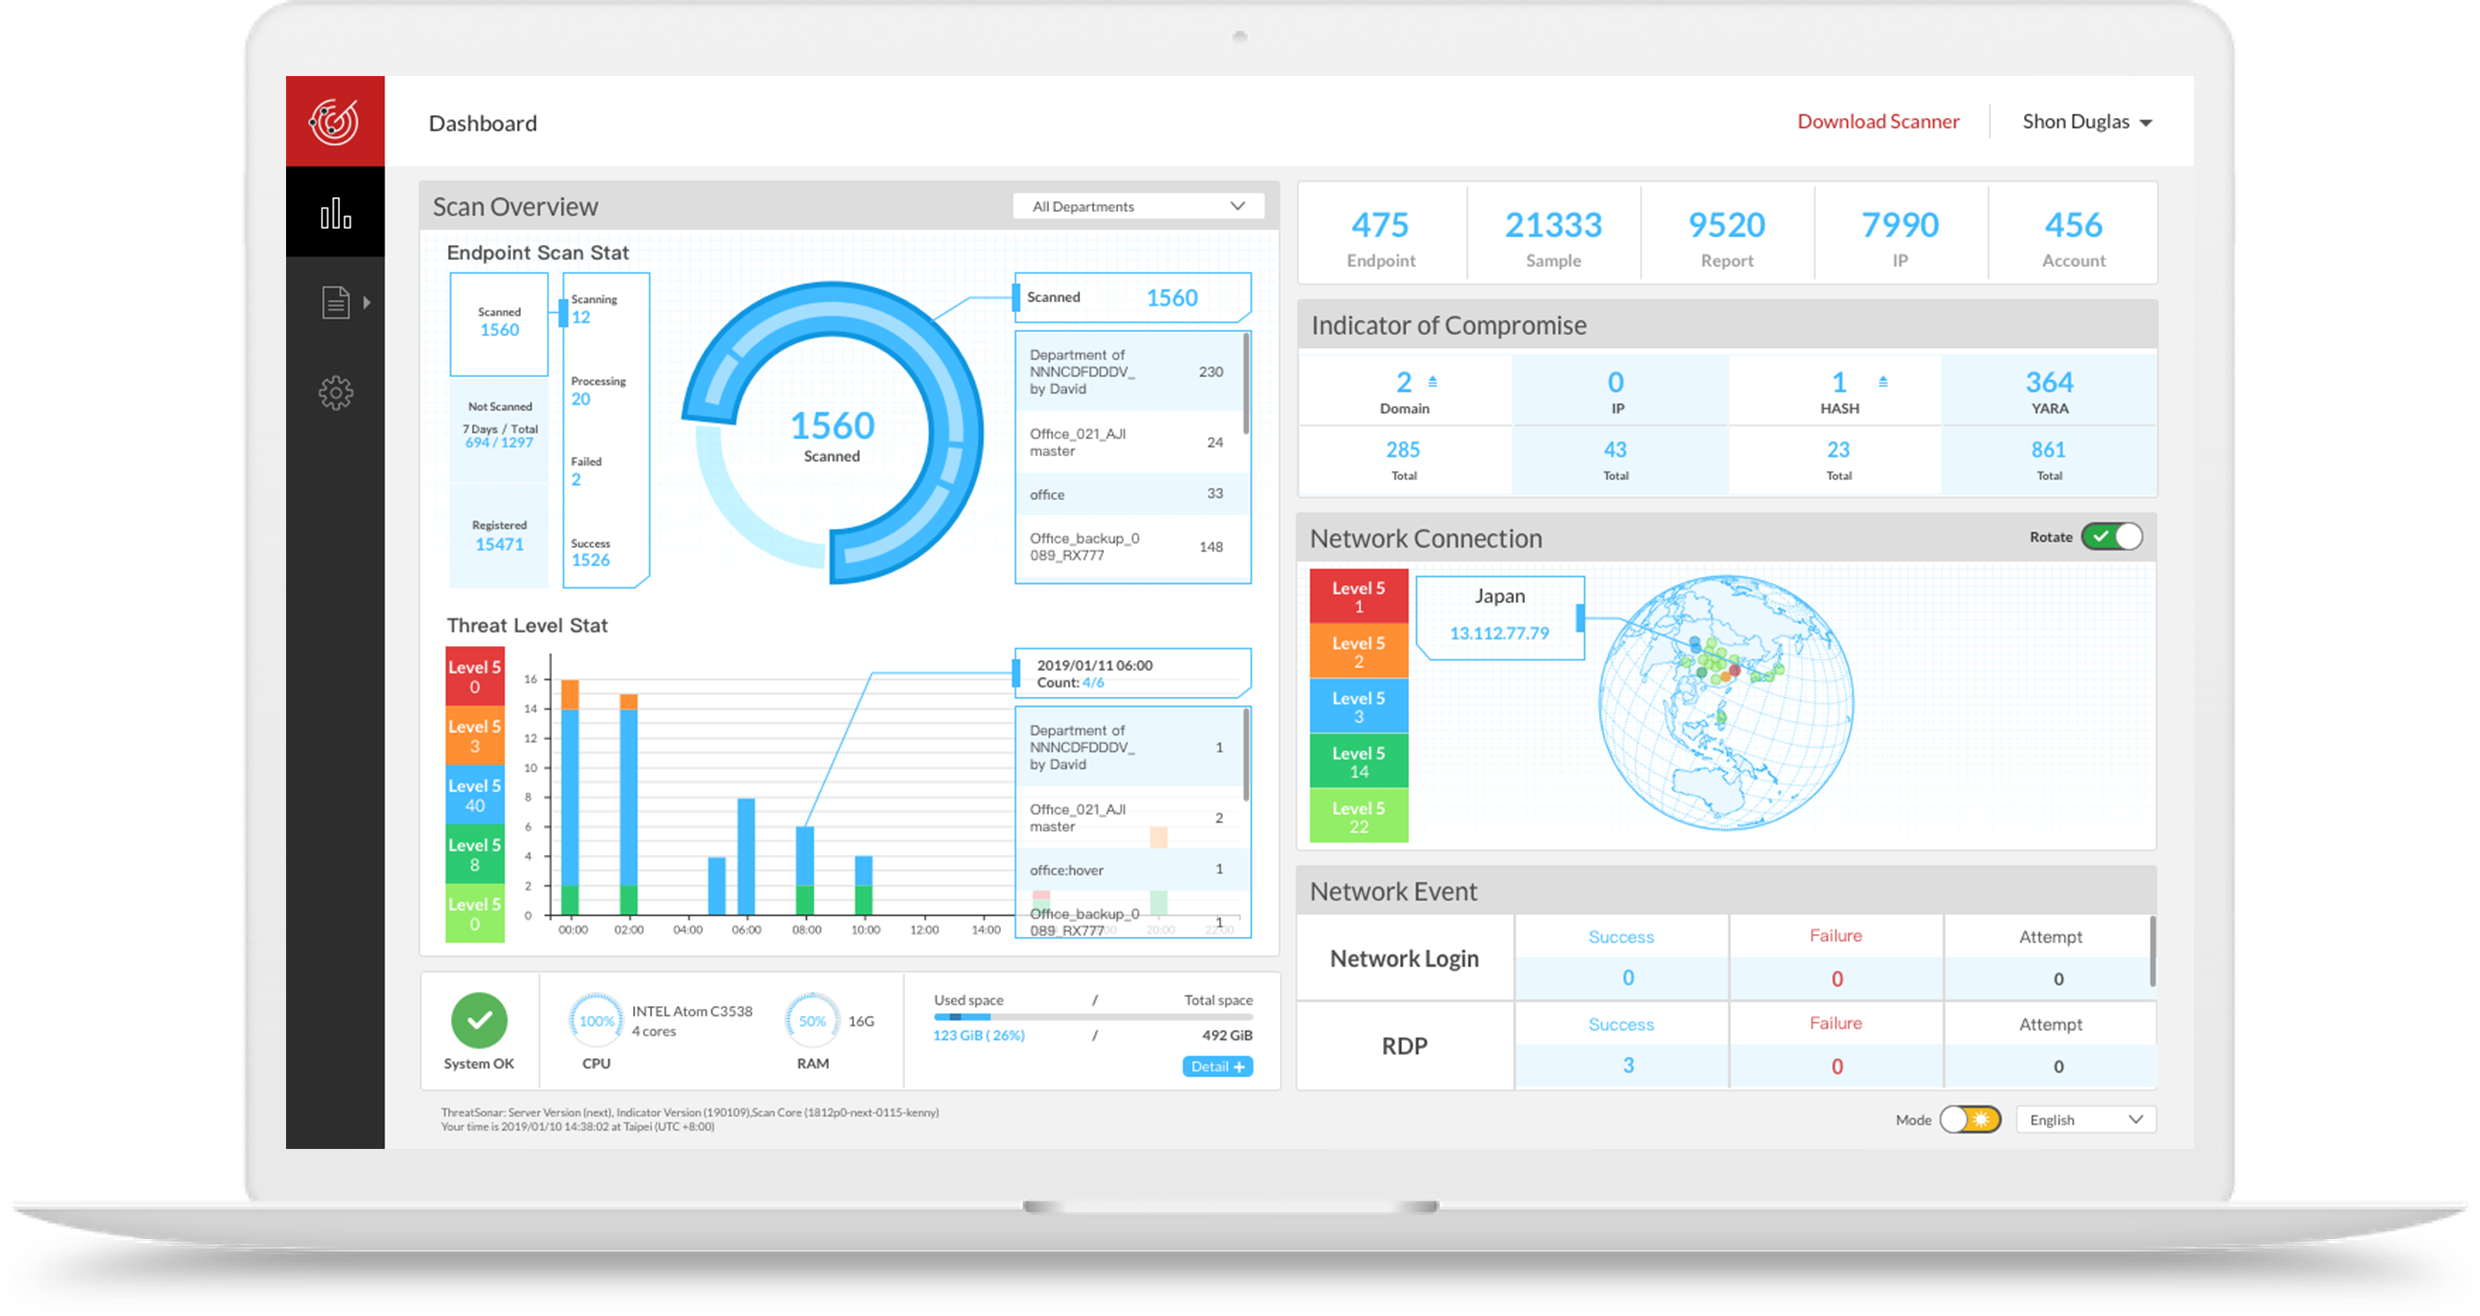 Dashboard
Download Scanner
Shon Duglas
Scan Overview
All Departments
Endpoint Scan Stat
Scanned
1560
Not Scanned
7 Days / Total
694 / 1297
Registered
15471
Scanning
12
Processing
20
Failed
2
Success
1526
1560
Scanned
Scanned 1560
Department of
NNNCDFDDDV_
by David
230
Office_021_AJI
master
24
office 33
Office_backup_0
089_RX777
148
Threat Level Stat
Level 5
0
Level 5
3
Level 5
40
Level 5
8
Level 5
0
16
14
12
10
8
6
4
2
0
00:00 02:00 04:00 06:00 08:00 10:00 12:00 14:00 20:00 22:00
2019/01/11 06:00
Count: 4/6
Department of
NNNCDFDDDV_
by David
1
Office_021_AJI
master
2
office:hover 1
Office_backup_0
089_RX777
1
System OK
100%
CPU
INTEL Atom C3538
4 cores
50%
RAM
16G
Used space / Total space
123 GiB ( 26%) / 492 GiB
Detail +
ThreatSonar: Server Version (next), Indicator Version (190109),Scan Core (1812p0-next-0115-kenny)
Your time is 2019/01/10 14:38:02 at Taipei (UTC +8:00)
475
Endpoint
21333
Sample
9520
Report
7990
IP
456
Account
Indicator of Compromise
2
Domain
0
IP
1
HASH
364
YARA
285
Total
43
Total
23
Total
861
Total
Network Connection
Rotate
Level 5
1
Level 5
2
Level 5
3
Level 5
14
Level 5
22
Japan
13.112.77.79
Network Event
Network Login
Success Failure Attempt
0 0 0
RDP
Success Failure Attempt
3 0 0
Mode
English